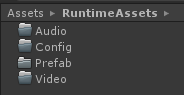 Assets ▸ RuntimeAssets ▸
Audio
Config
Prefab
Video